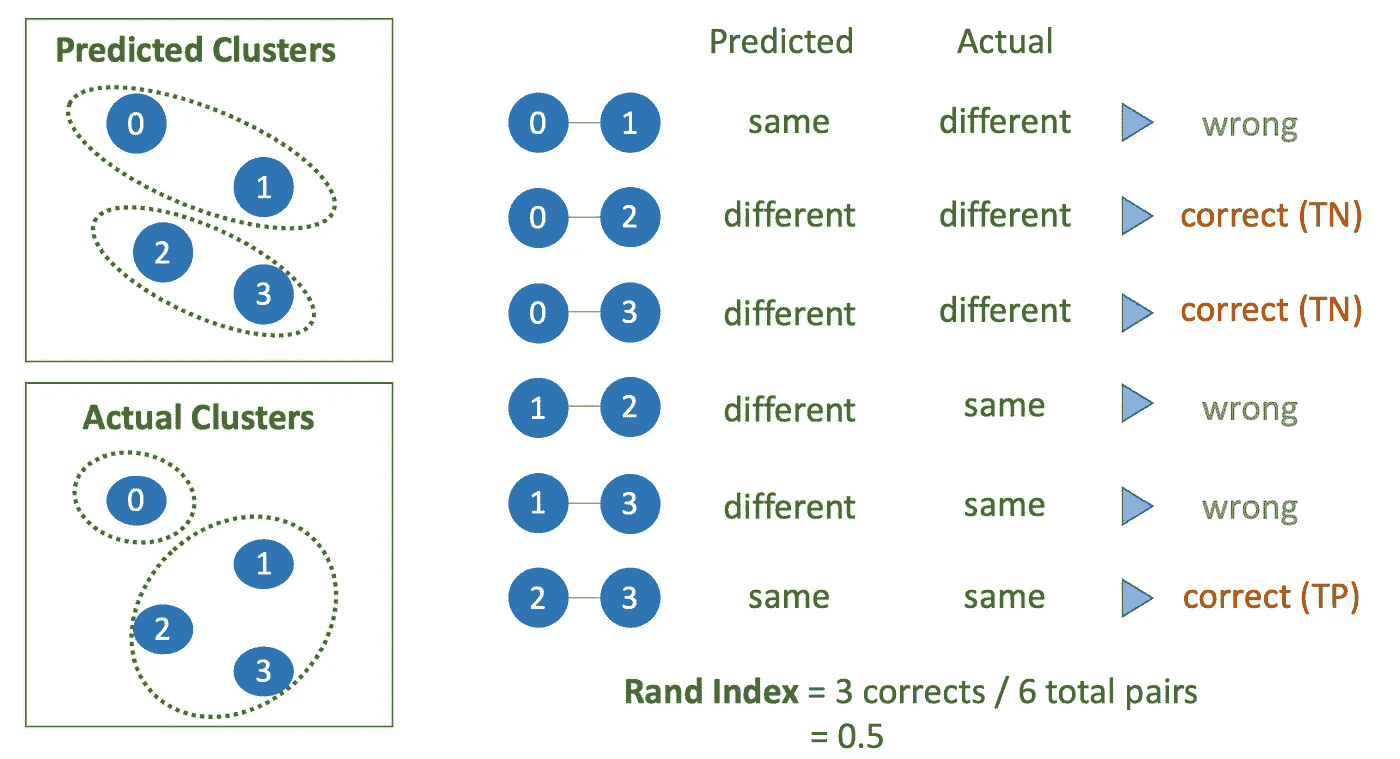 Predicted Clusters
0
1
2
3
Actual Clusters
0
1
2
3
Predicted Actual
0 1 same different wrong
0 2 different different correct (TN)
0 3 different different correct (TN)
1 2 different same wrong
1 3 different same wrong
2 3 same same correct (TP)
Rand Index = 3 corrects / 6 total pairs
= 0.5